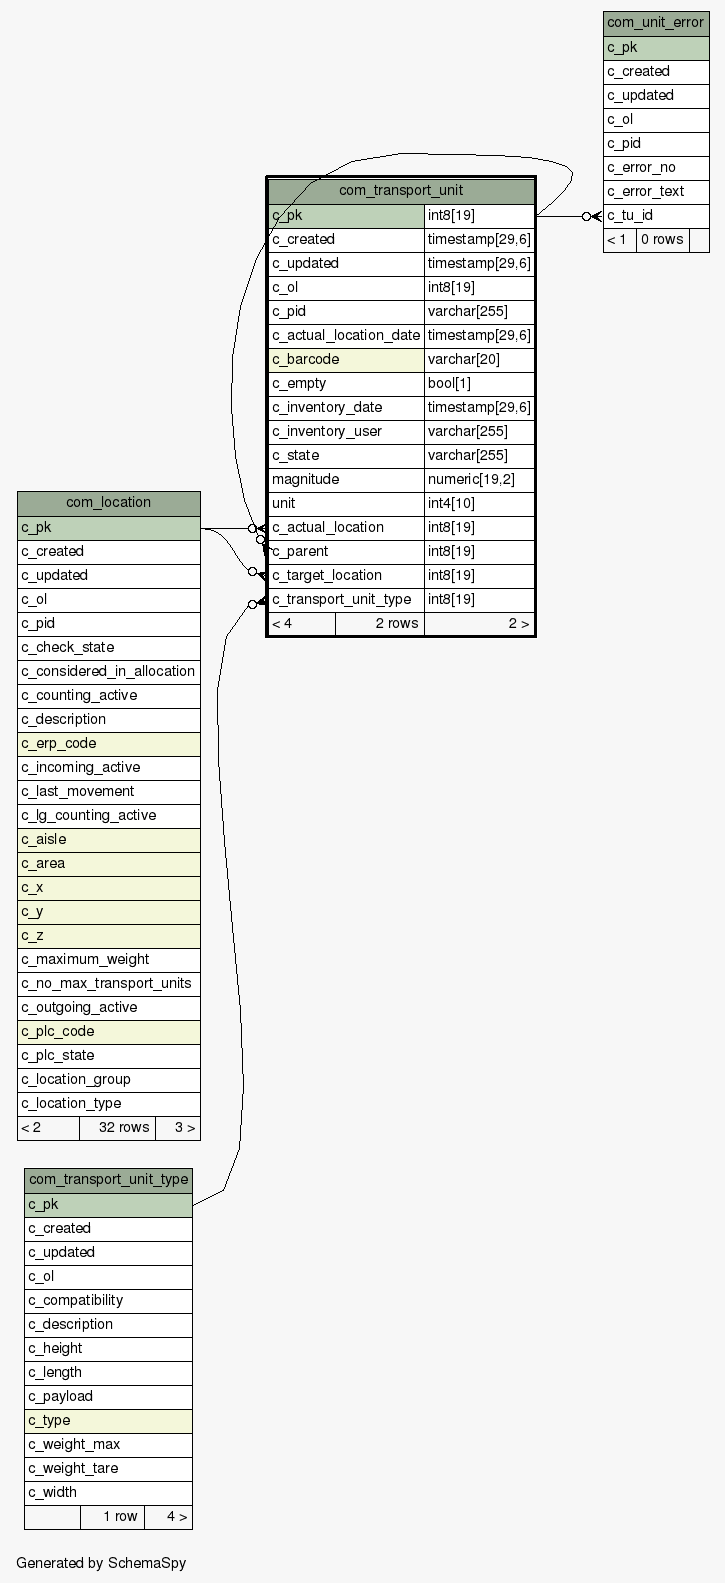 com_unit_error
c_pk
c_created
c_updated
c_ol
c_pid
c_error_no
c_error_text
c_tu_id
< 1 0 rows
com_transport_unit
c_pk int8[19]
c_created timestamp[29,6]
c_updated timestamp[29,6]
c_ol int8[19]
c_pid varchar[255]
c_actual_location_date timestamp[29,6]
c_barcode varchar[20]
c_empty bool[1]
c_inventory_date timestamp[29,6]
c_inventory_user varchar[255]
c_state varchar[255]
magnitude numeric[19,2]
unit int4[10]
c_actual_location int8[19]
c_parent int8[19]
c_target_location int8[19]
c_transport_unit_type int8[19]
< 4 2 rows 2 >
com_location
c_pk
c_created
c_updated
c_ol
c_pid
c_check_state
c_considered_in_allocation
c_counting_active
c_description
c_erp_code
c_incoming_active
c_last_movement
c_lg_counting_active
c_aisle
c_area
c_x
c_y
c_z
c_maximum_weight
c_no_max_transport_units
c_outgoing_active
c_plc_code
c_plc_state
c_location_group
c_location_type
< 2 32 rows 3 >
com_transport_unit_type
c_pk
c_created
c_updated
c_ol
c_compatibility
c_description
c_height
c_length
c_payload
c_type
c_weight_max
c_weight_tare
c_width
1 row 4 >
Generated by SchemaSpy